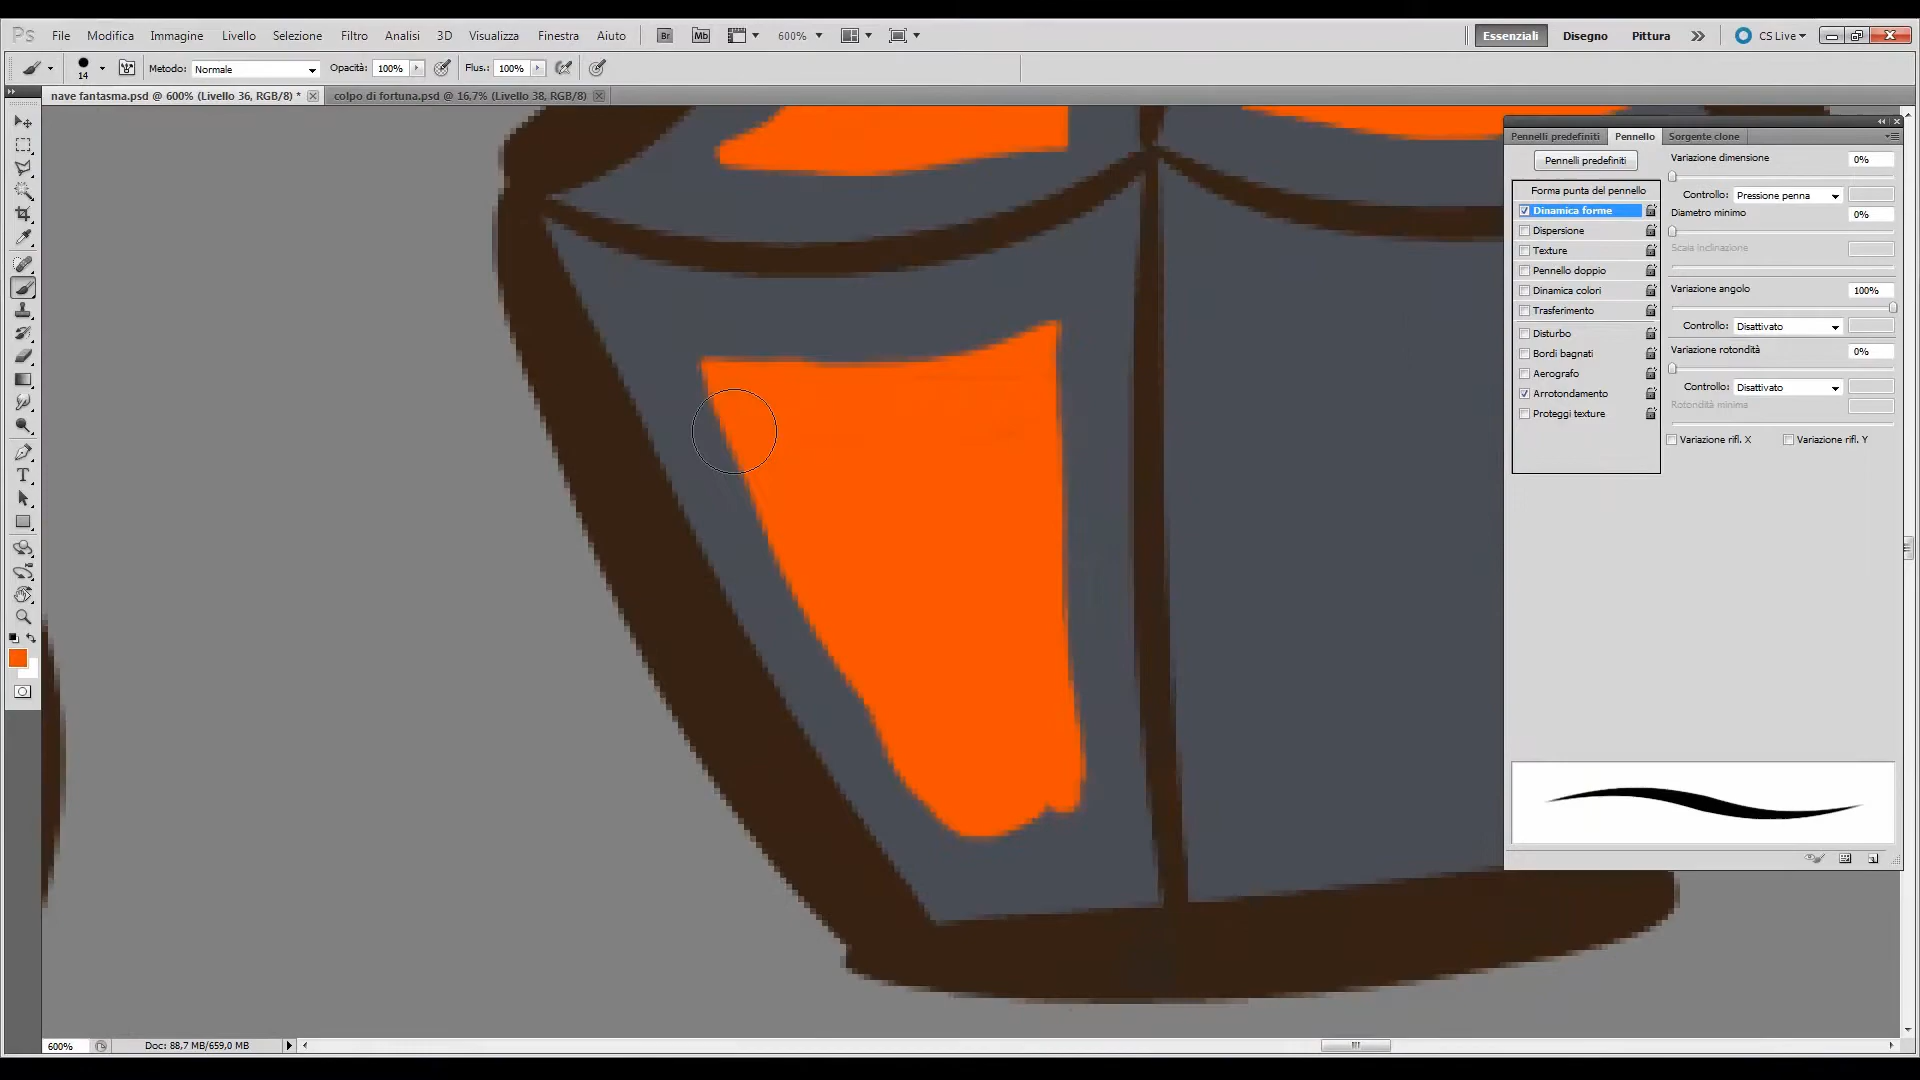 Ps File Modifica Immagine Livello Selezione Filtro Analisi 3D Visualizza Finestra Aiuto Br Mb 600% Essenziali Disegno Pittura CS Live
14 Metodo: Normale Opacità: 100% Flus.: 100%
nave fantasma.psd @ 600% (Livello 36, RGB/8) * colpo di fortuna.psd @ 16,7% (Livello 38, RGB/8)
Pennelli predefiniti Pennello Sorgente clone
Pennelli predefiniti
Forma punta del pennello
Dinamica forme
Dispersione
Texture
Pennello doppio
Dinamica colori
Trasferimento
Disturbo
Bordi bagnati
Aerografo
Arrotondamento
Proteggi texture
Variazione dimensione 0%
Controllo: Pressione penna
Diametro minimo 0%
Scala inclinazione
Variazione angolo 100%
Controllo: Disattivato
Variazione rotondità 0%
Controllo: Disattivato
Rotondità minima
Variazione rifl. X Variazione rifl. Y
T
600% Doc: 88,7 MB/659,0 MB